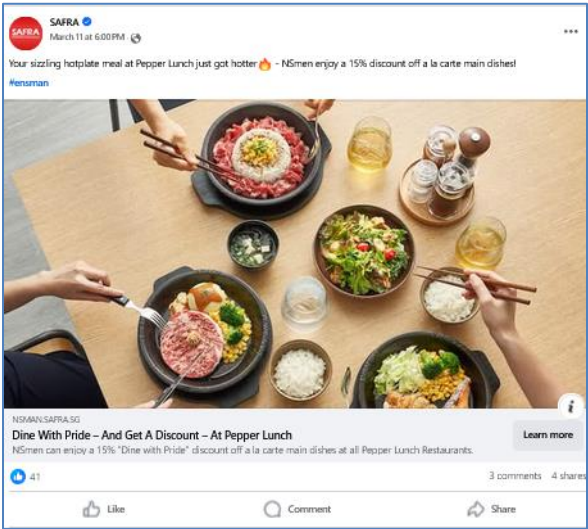 SAFRA
SAFRA
March 11 at 6:00 PM ·
Your sizzling hotplate meal at Pepper Lunch just got hotter🔥 - NSmen enjoy a 15% discount off a la carte main dishes!
#ensman
NSMAN.SAFRA.SG
Dine With Pride – And Get A Discount – At Pepper Lunch
NSmen can enjoy a 15% "Dine with Pride" discount off a la carte main dishes at all Pepper Lunch Restaurants.
Learn more
41
3 comments 4 shares
Like Comment Share